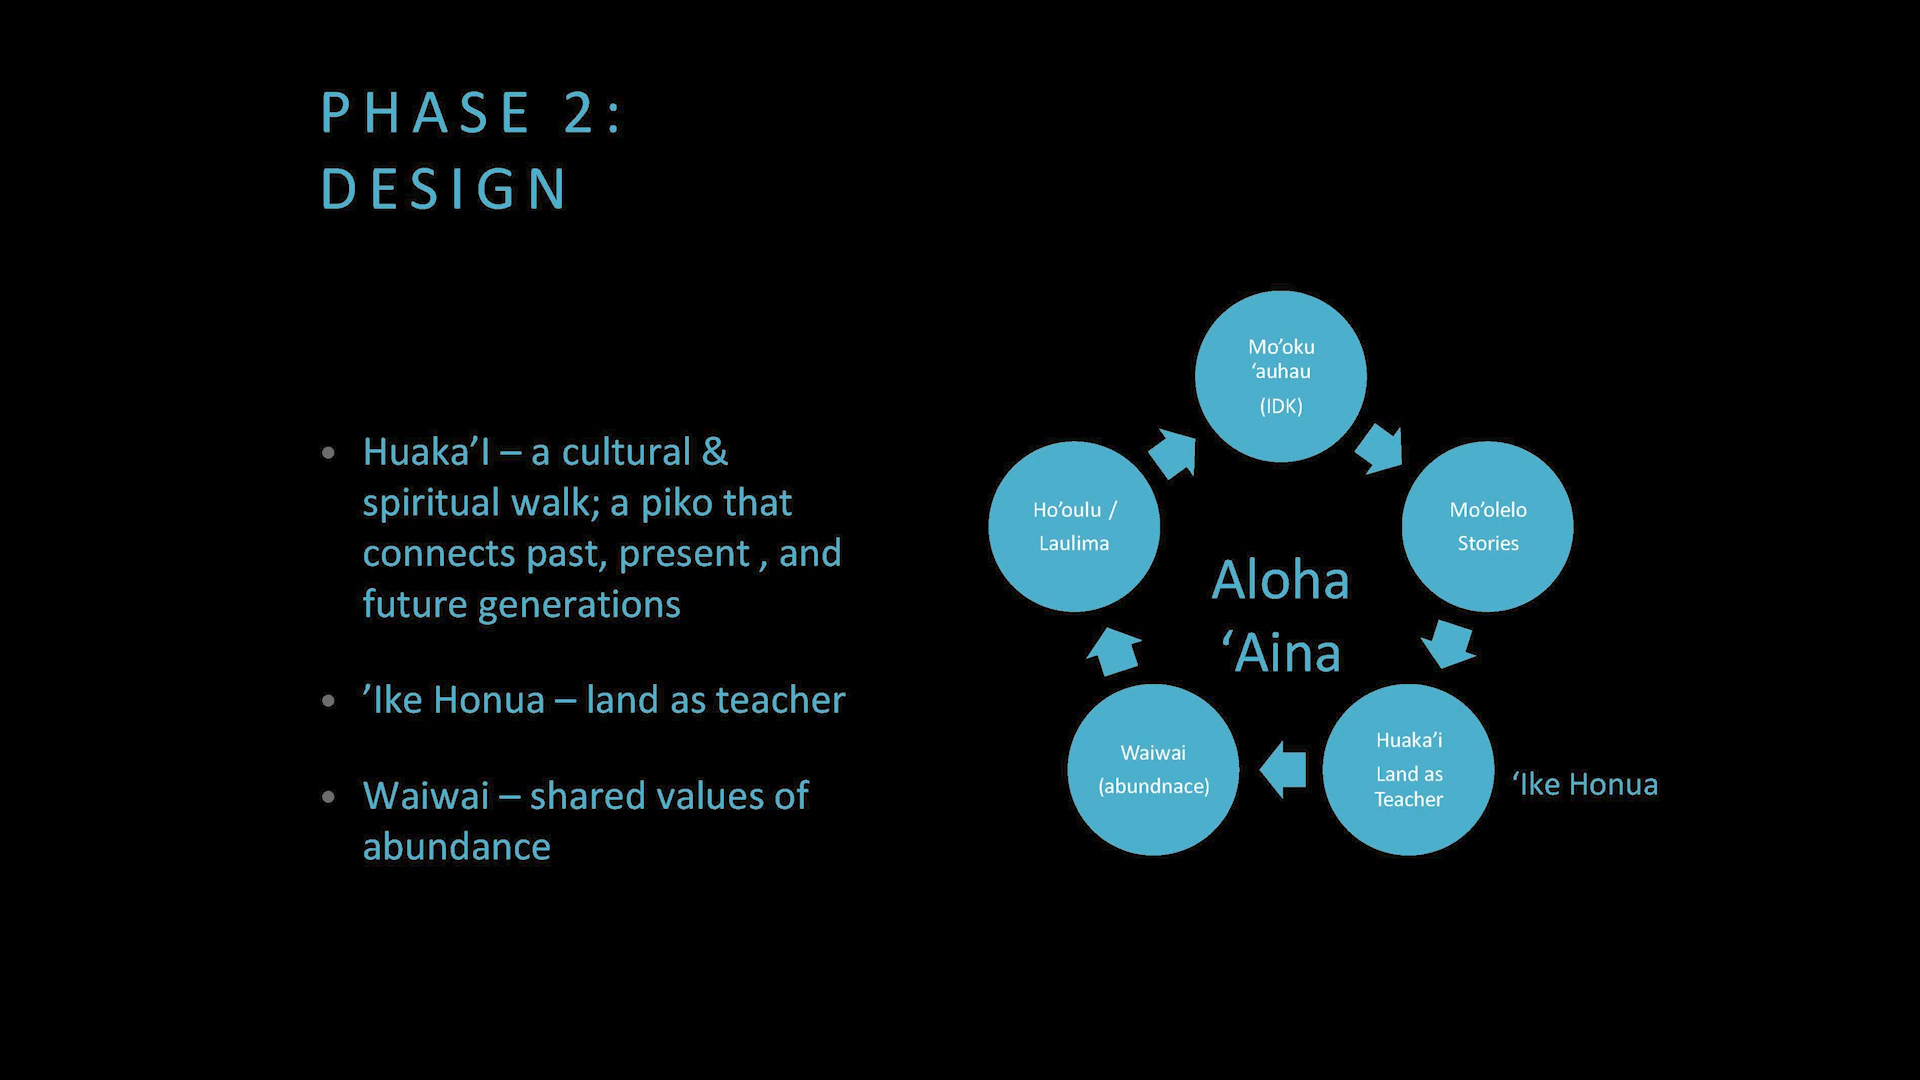 PHASE 2:
DESIGN
• Huaka’I – a cultural &
spiritual walk; a piko that
connects past, present , and
future generations
• ’Ike Honua – land as teacher
• Waiwai – shared values of
abundance
Mo’oku
‘auhau
(IDK)
Mo’olelo
Stories
Huaka’i
Land as
Teacher
‘Ike Honua
Waiwai
(abundnace)
Ho’oulu /
Laulima
Aloha
‘Aina